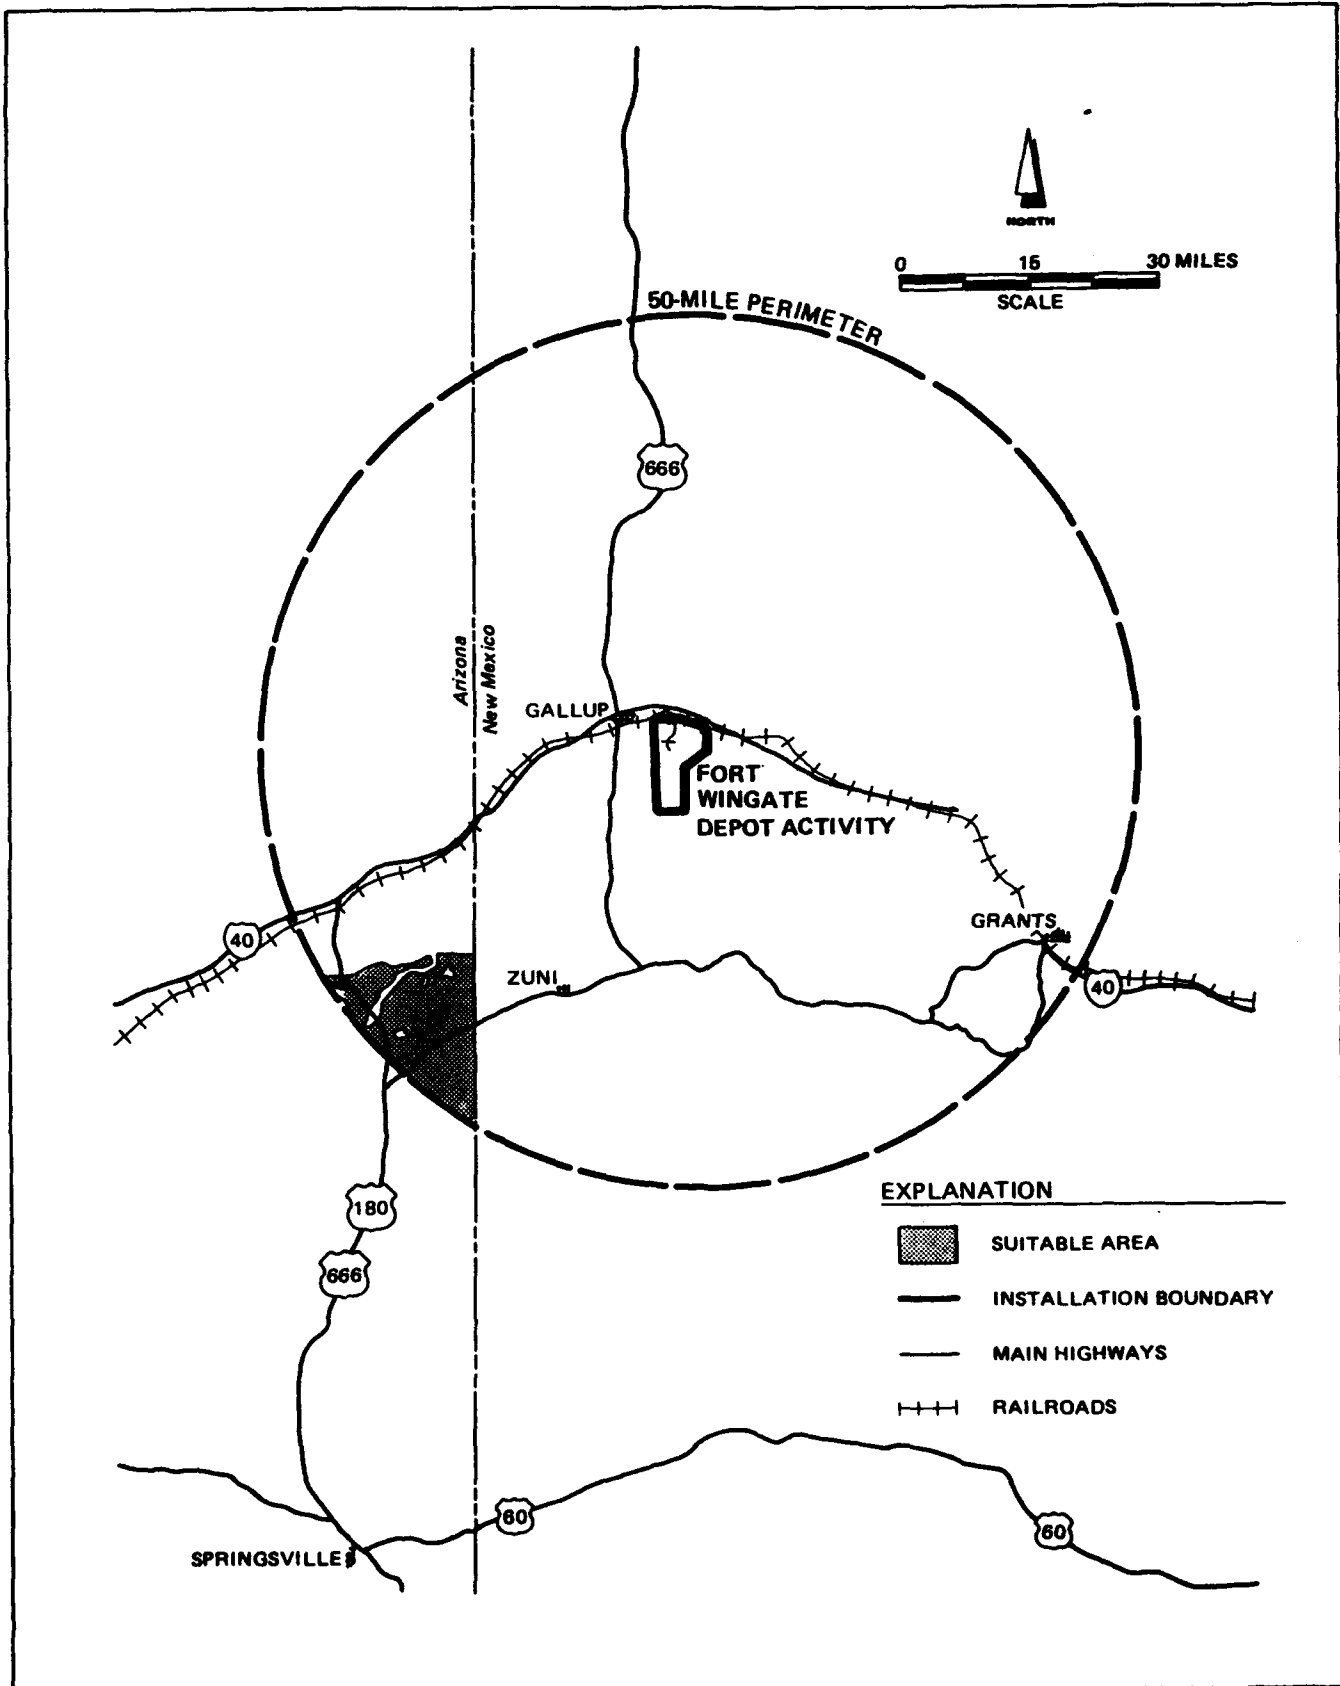 NORTH
0 15 30 MILES
SCALE
50-MILE PERIMETER
666
Arizona
New Mexico
GALLUP
FORT
WINGATE
DEPOT ACTIVITY
40
GRANTS
ZUNI
40
180
666
EXPLANATION
SUITABLE AREA
INSTALLATION BOUNDARY
MAIN HIGHWAYS
RAILROADS
60
60
SPRINGSVILLE